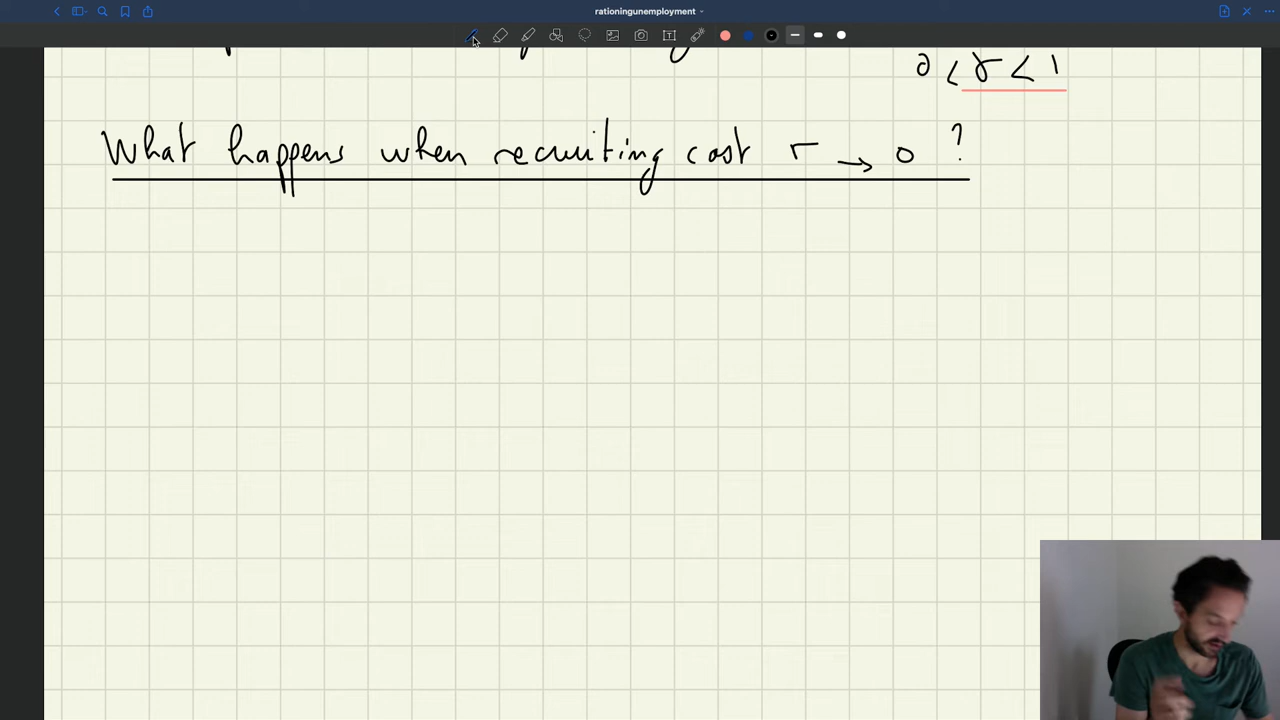 rationingunemployment
0 < γ < 1
What happens when recruiting cost r → 0 ?